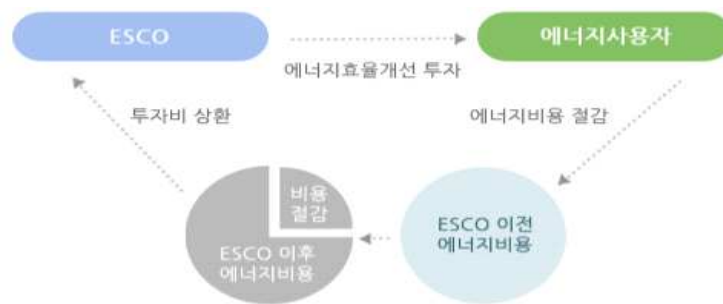 ESCO
에너지사용자
에너지효율개선 투자
투자비 상환
에너지비용 절감
비용
절감
ESCO 이전
에너지비용
ESCO 이후
에너지비용